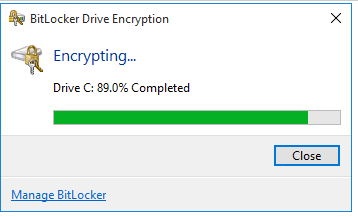 BitLocker Drive Encryption
Encrypting...
Drive C: 89.0% Completed
Close
Manage BitLocker